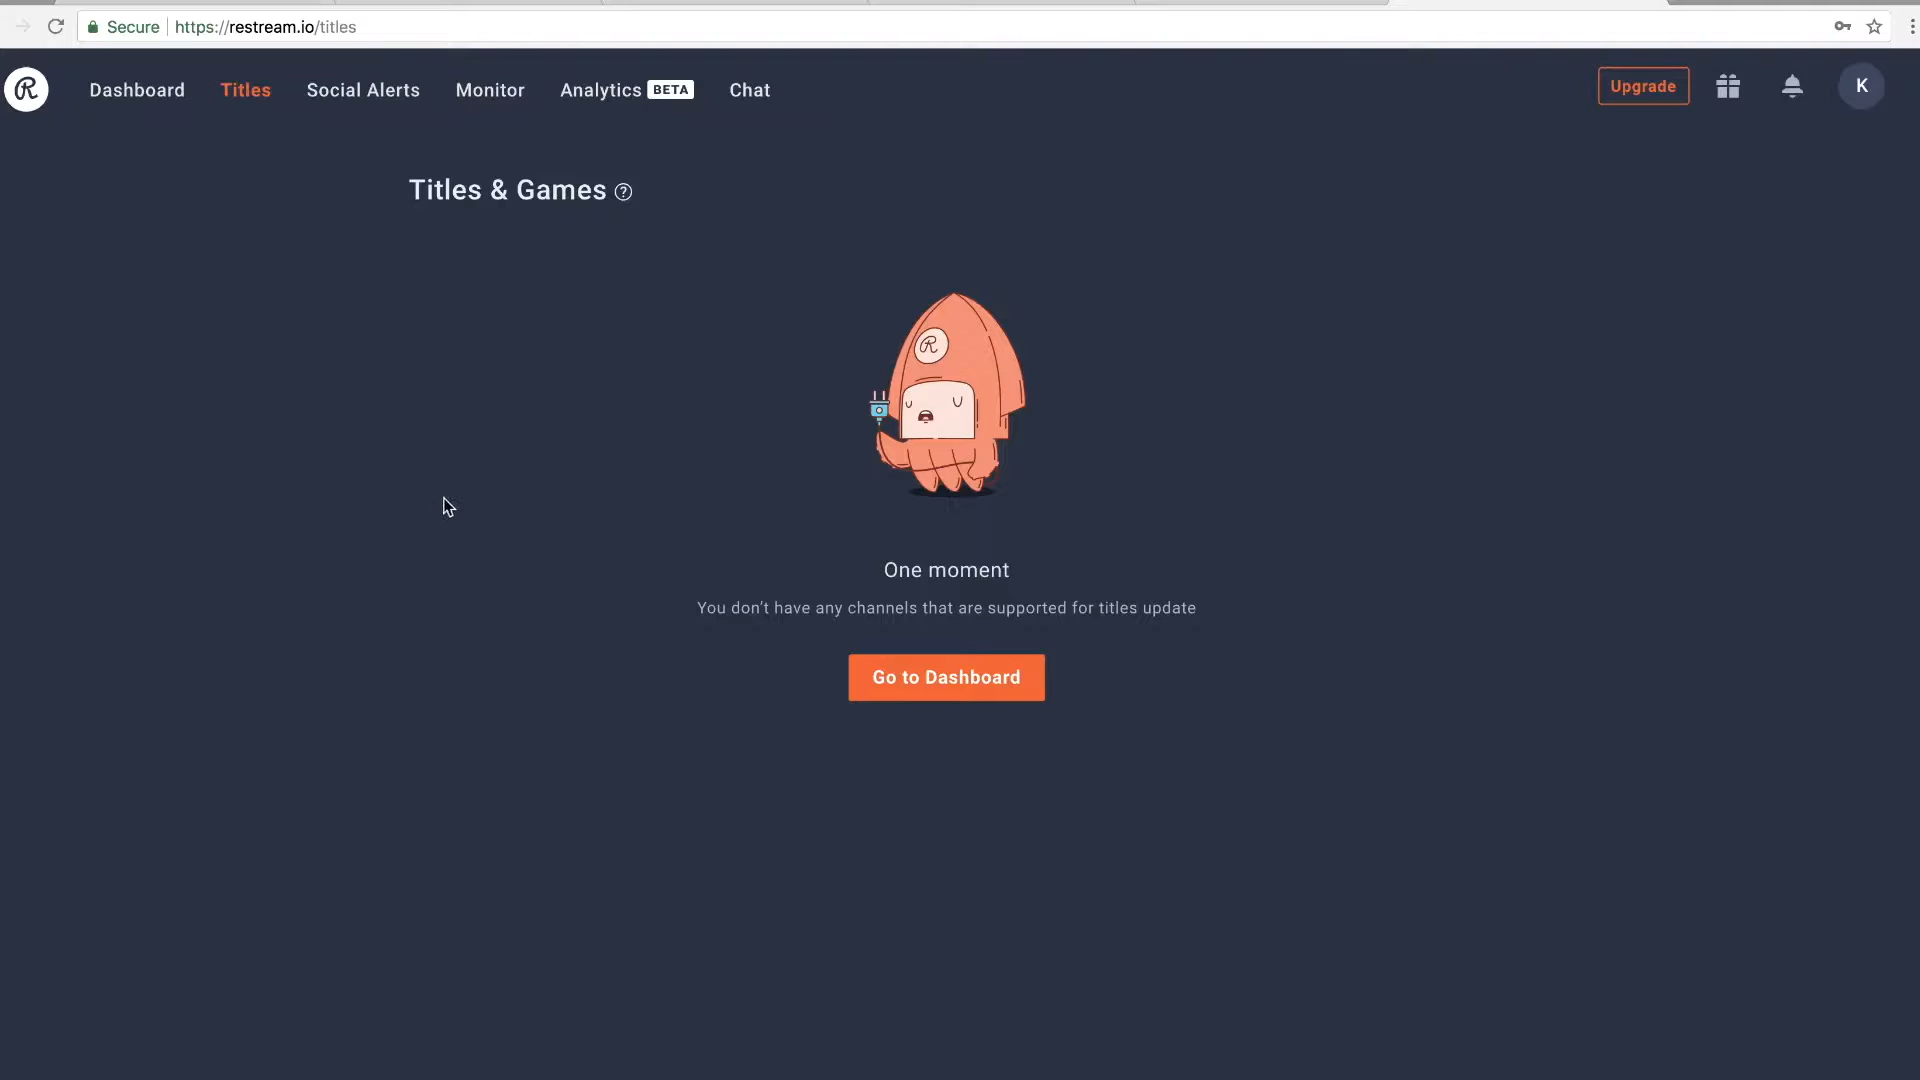 Secure https://restream.io/titles
Dashboard Titles Social Alerts Monitor Analytics BETA Chat Upgrade K
Titles & Games ?
R
One moment
You don’t have any channels that are supported for titles update
Go to Dashboard